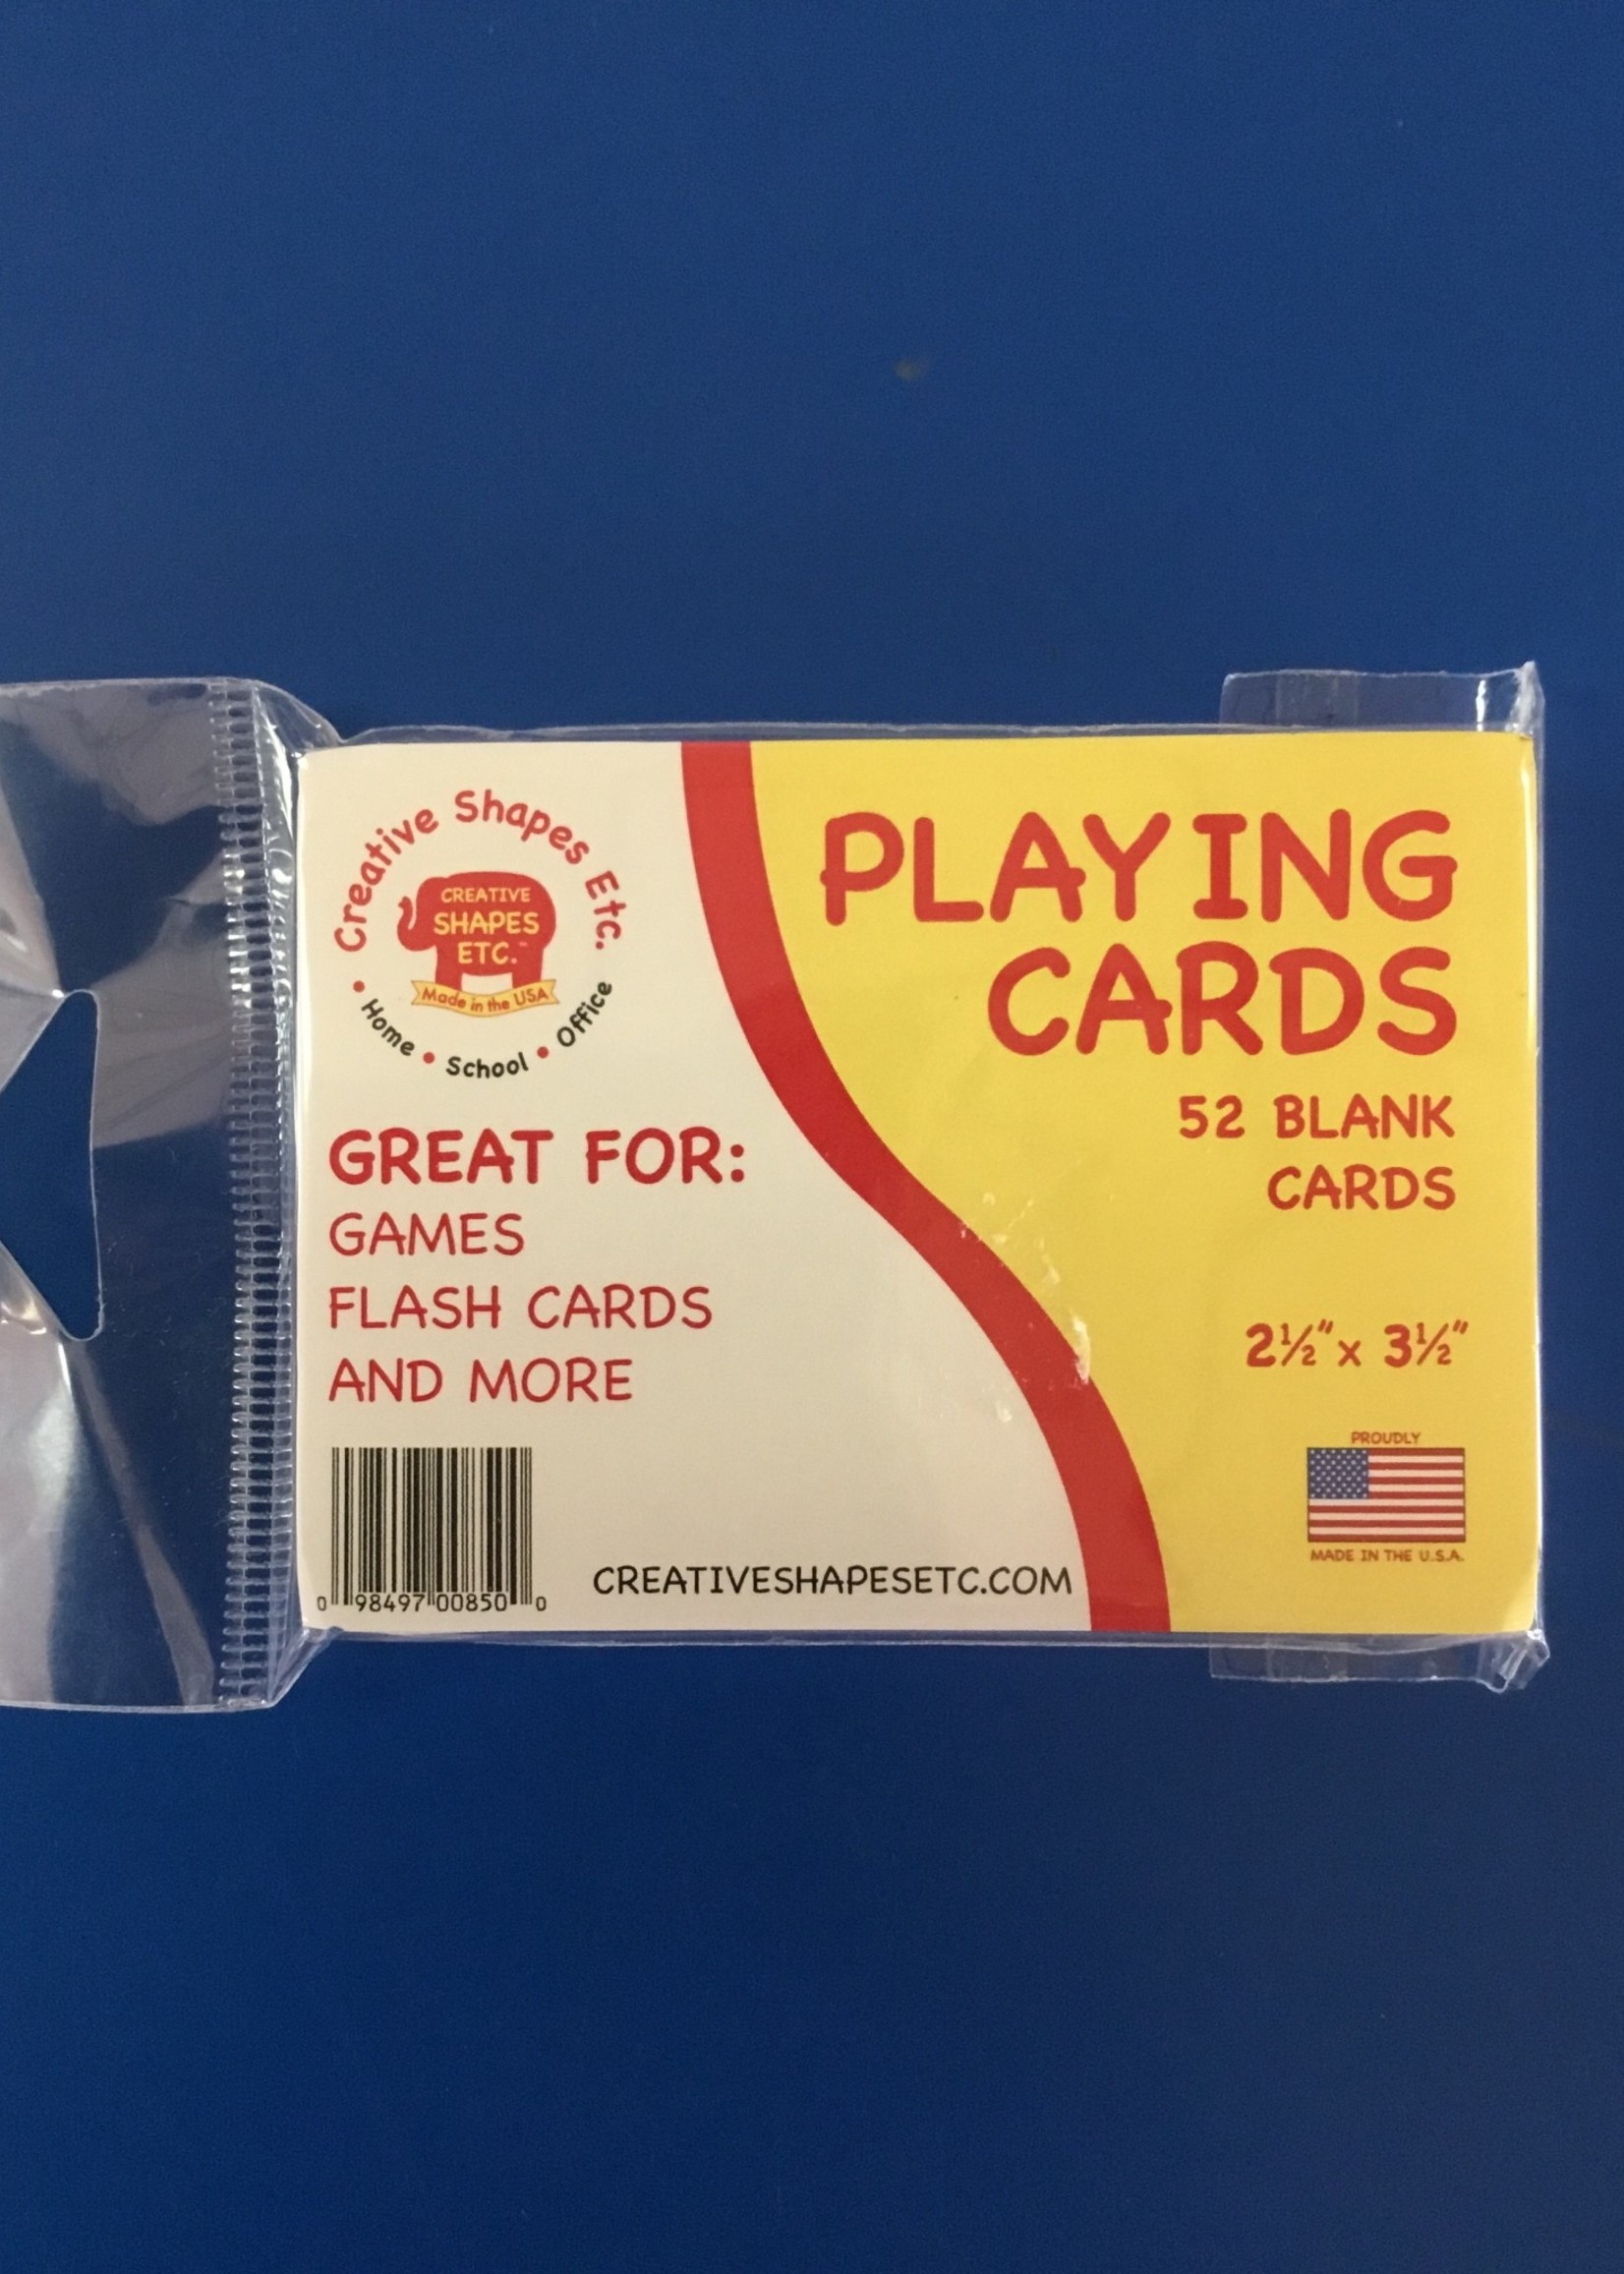 Creative Shapes Etc.
CREATIVE
SHAPES
ETC.™
Made in the USA
• Home • School • Office
GREAT FOR:
GAMES
FLASH CARDS
AND MORE
0 98497 00850 0
CREATIVESHAPESETC.COM
PLAYING
CARDS
52 BLANK
CARDS
2½" x 3½"
PROUDLY
MADE IN THE U.S.A.